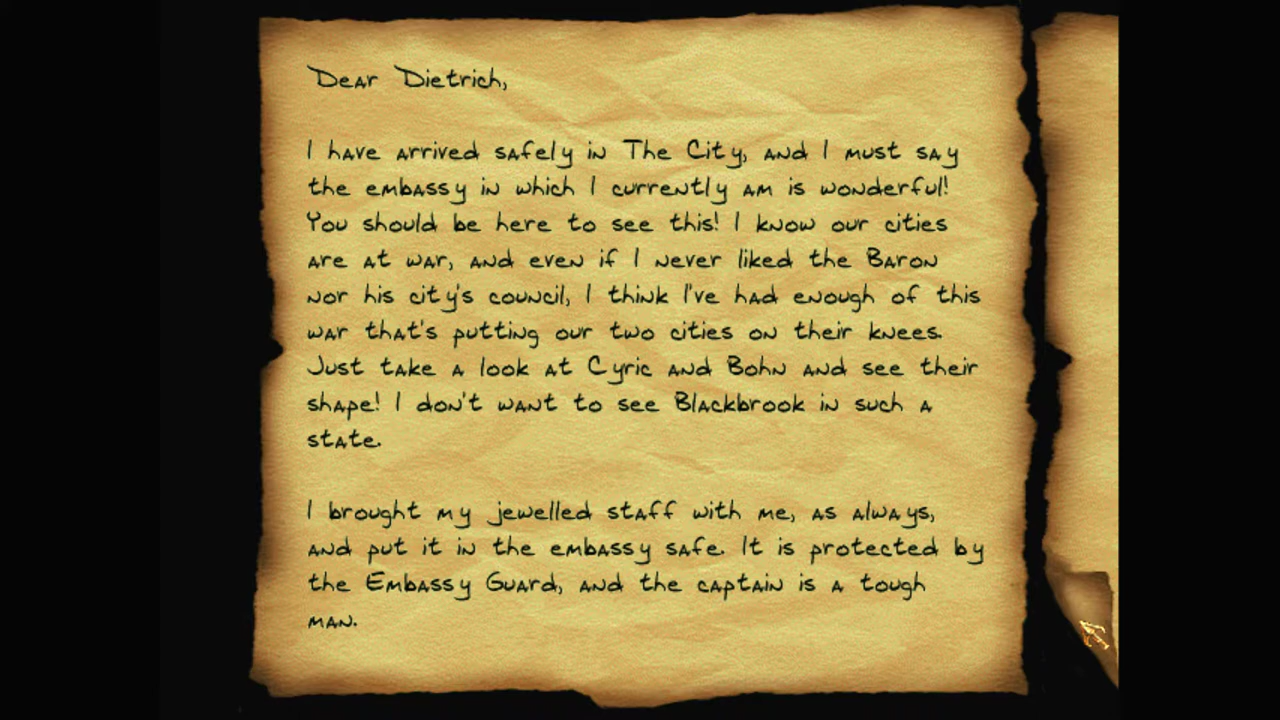 Dear Dietrich,
I have arrived safely in The City, and I must say
the embassy in which I currently am is wonderful!
You should be here to see this! I know our cities
are at war, and even if I never liked the Baron
nor his city's council, I think I've had enough of this
war that's putting our two cities on their knees.
Just take a look at Cyric and Bohn and see their
shape! I don't want to see Blackbrook in such a
state.
I brought my jewelled staff with me, as always,
and put it in the embassy safe. It is protected by
the Embassy Guard, and the captain is a tough
man.